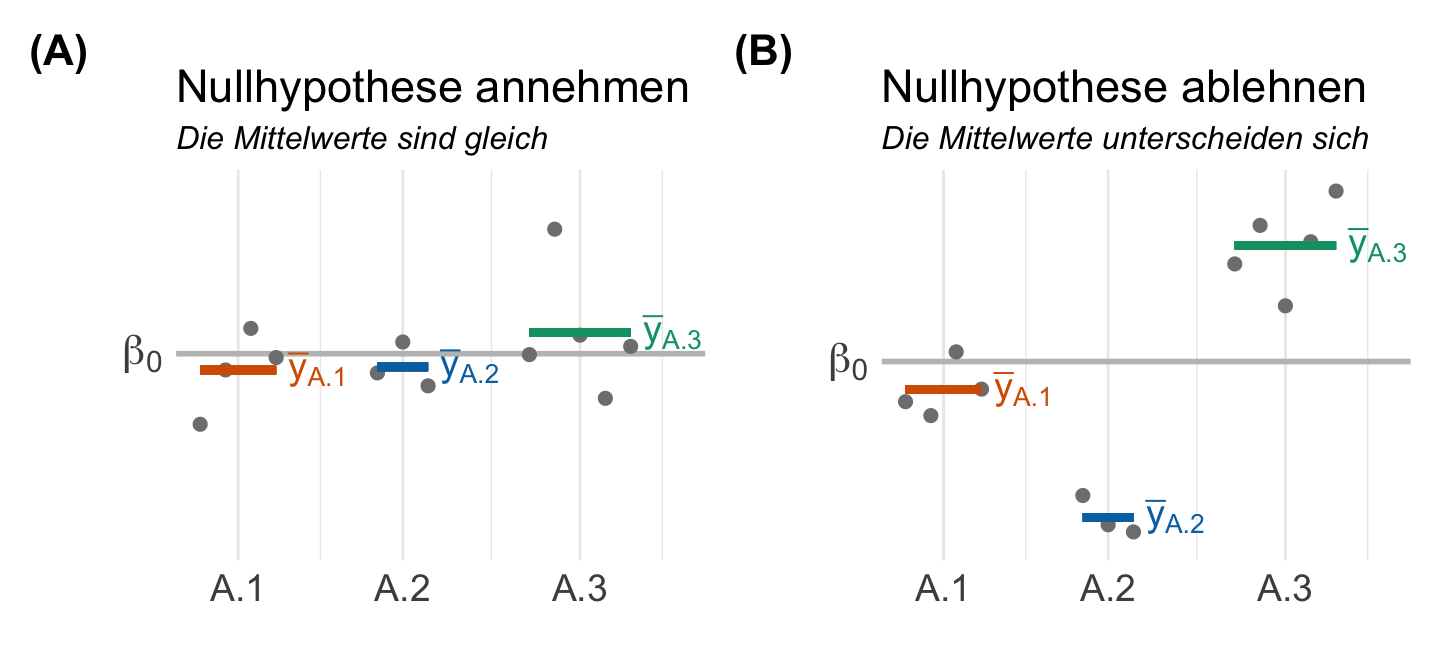 (A)
Nullhypothese annehmen
Die Mittelwerte sind gleich
β₀
y̅A.1
y̅A.2
y̅A.3
A.1
A.2
A.3
(B)
Nullhypothese ablehnen
Die Mittelwerte unterscheiden sich
β₀
y̅A.1
y̅A.2
y̅A.3
A.1
A.2
A.3